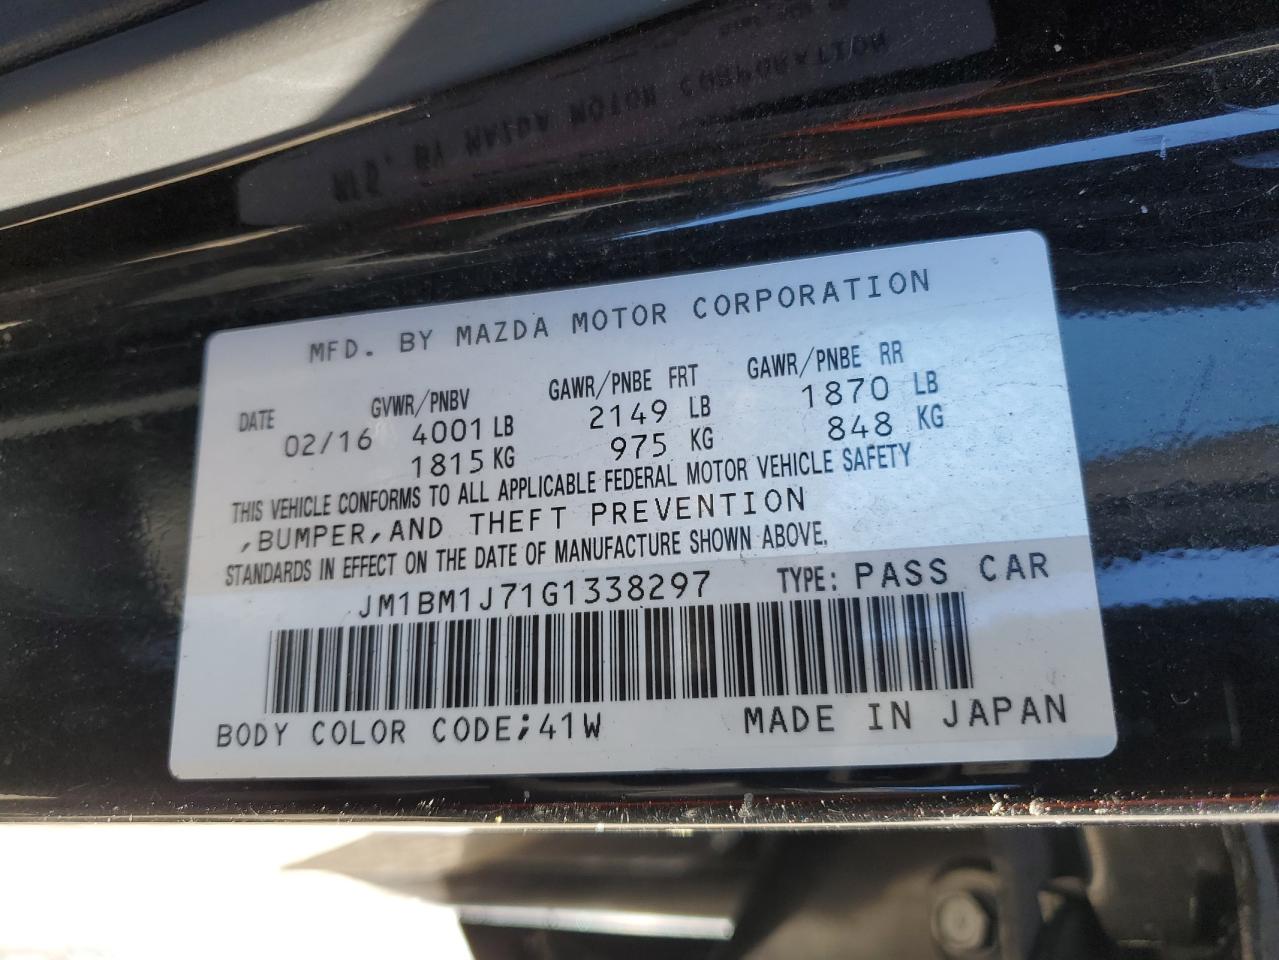 MFD. BY MAZDA MOTOR CORPORATION
DATE GVWR/PNBV GAWR/PNBE FRT GAWR/PNBE RR
02/16 4001 LB 2149 LB 1870 LB
1815 KG 975 KG 848 KG
THIS VEHICLE CONFORMS TO ALL APPLICABLE FEDERAL MOTOR VEHICLE SAFETY
,BUMPER,AND THEFT PREVENTION
STANDARDS IN EFFECT ON THE DATE OF MANUFACTURE SHOWN ABOVE.
JM1BM1J71G1338297 TYPE: PASS CAR
BODY COLOR CODE;41W MADE IN JAPAN